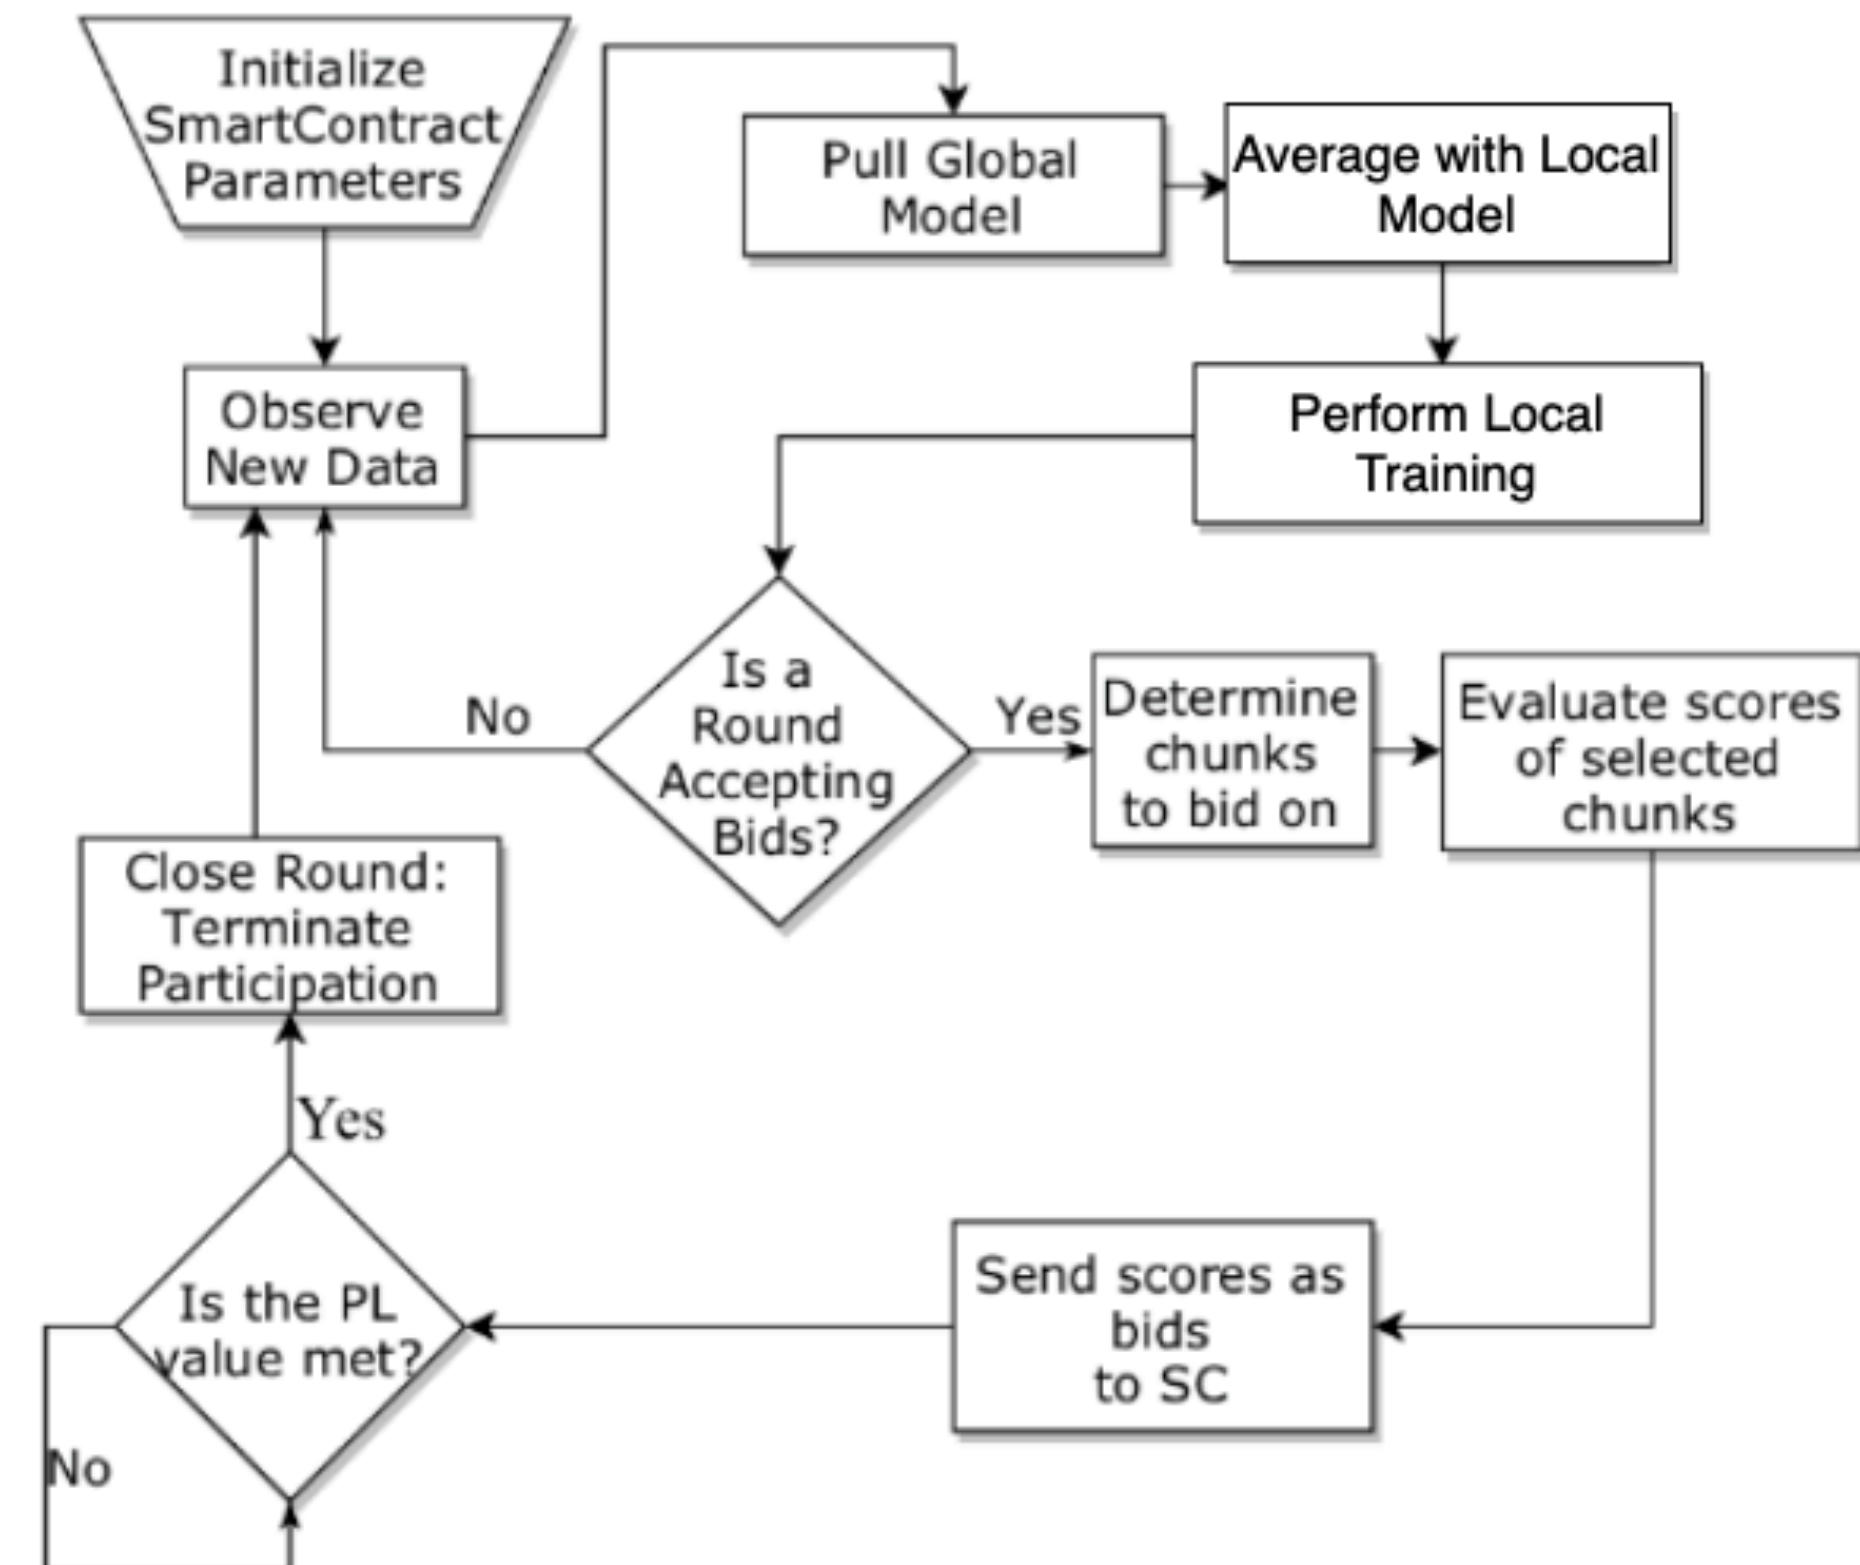 Initialize
SmartContract
Parameters
Pull Global
Model
Average with Local
Model
Observe
New Data
Perform Local
Training
Is a
Round
Accepting
Bids?
No
Yes
Determine
chunks
to bid on
Evaluate scores
of selected
chunks
Close Round:
Terminate
Participation
Yes
Is the PL
value met?
No
Send scores as
bids
to SC